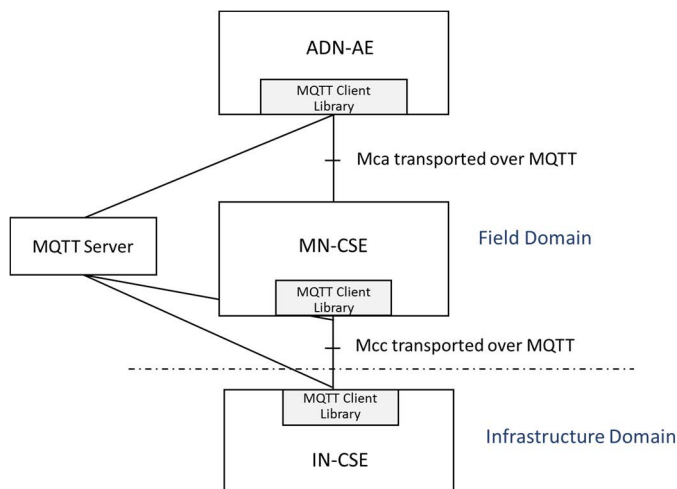 ADN-AE
MQTT Client
Library
Mca transported over MQTT
MQTT Server
MN-CSE
Field Domain
MQTT Client
Library
Mcc transported over MQTT
MQTT Client
Library
IN-CSE
Infrastructure Domain